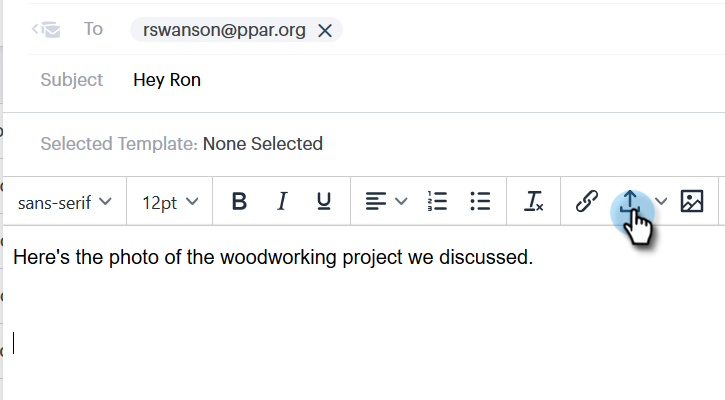 To rswanson@ppar.org
Subject Hey Ron
Selected Template: None Selected
sans-serif 12pt B I U
Here's the photo of the woodworking project we discussed.